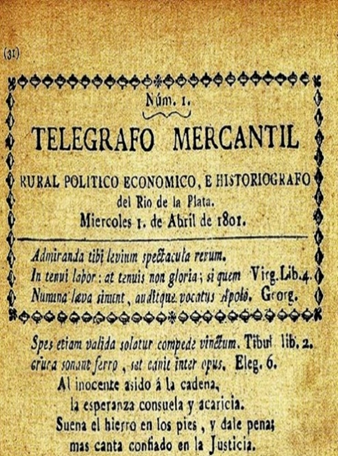 (31)
Núm. 1.
TELEGRAFO MERCANTIL
RURAL POLITICO ECONOMICO, E HISTORIOGRAFO
del Rio de la Plata.
Miercoles 1. de Abril de 1801.
Admiranda tibi levium spectacula rerum.
In tenui labor: at tenuis non gloria; si quem Virg. Lib. 4.
Numina læva sinunt, auditque vocatus Apolo. Georg.
Spes etiam valida solatur compede vinctum. Tibul lib. 2.
crura sonant ferro, set canit inter opus. Eleg. 6.
Al inocente asido á la cadena,
la esperanza consuela y acaricia.
Suena el hierro en los pies, y dale pena;
mas canta confiado en la Justicia.